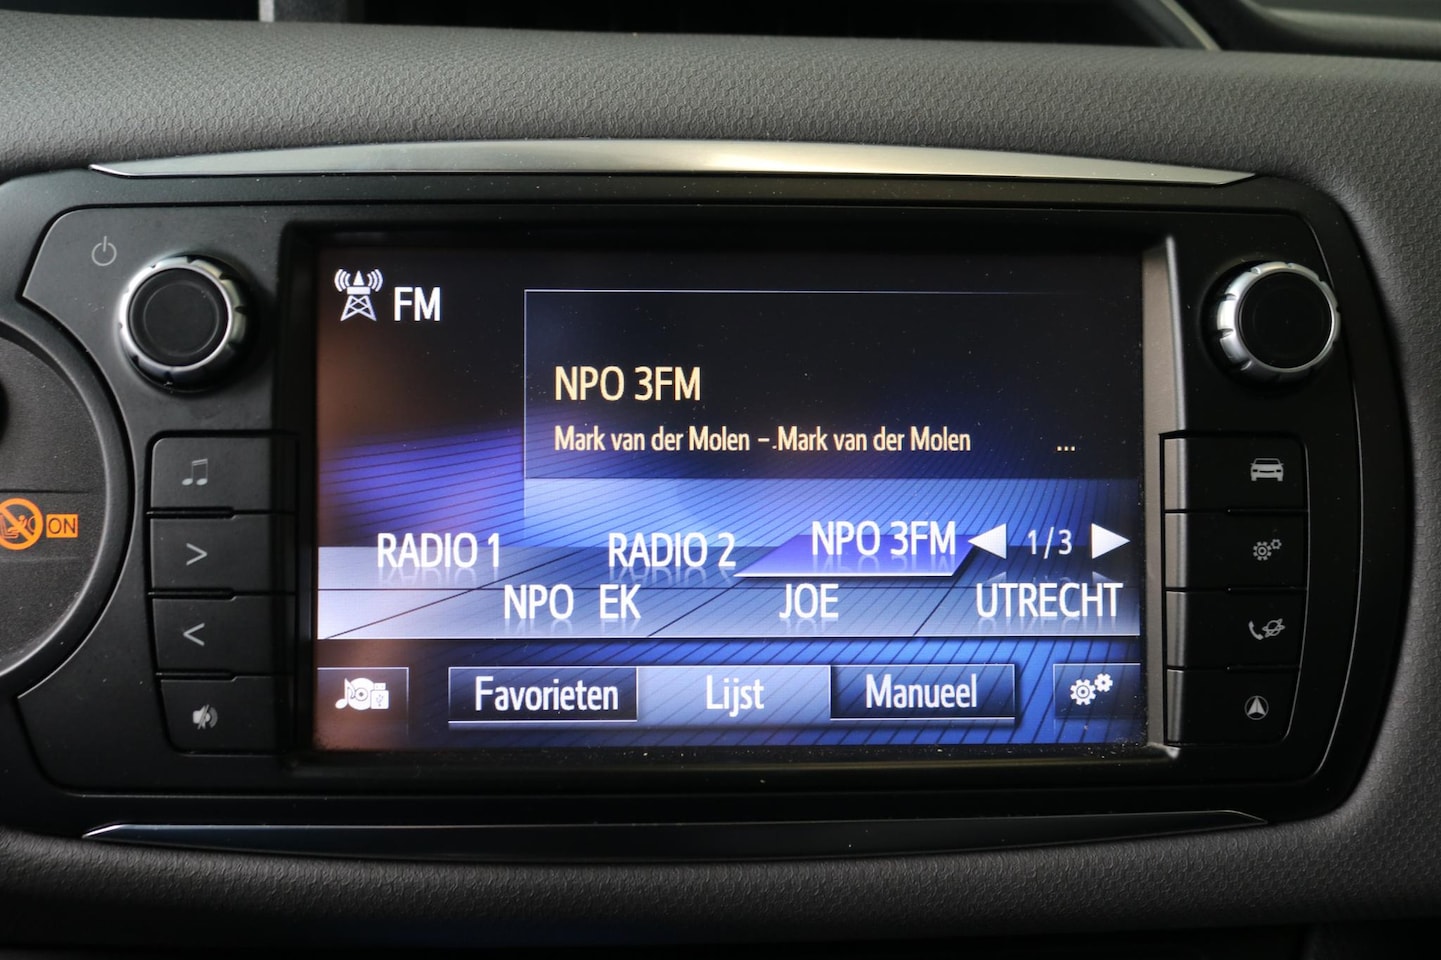 FM
NPO 3FM
Mark van der Molen - Mark van der Molen ...
RADIO 1 RADIO 2 NPO 3FM 1/3
NPO EK JOE UTRECHT
Favorieten Lijst Manueel
ON